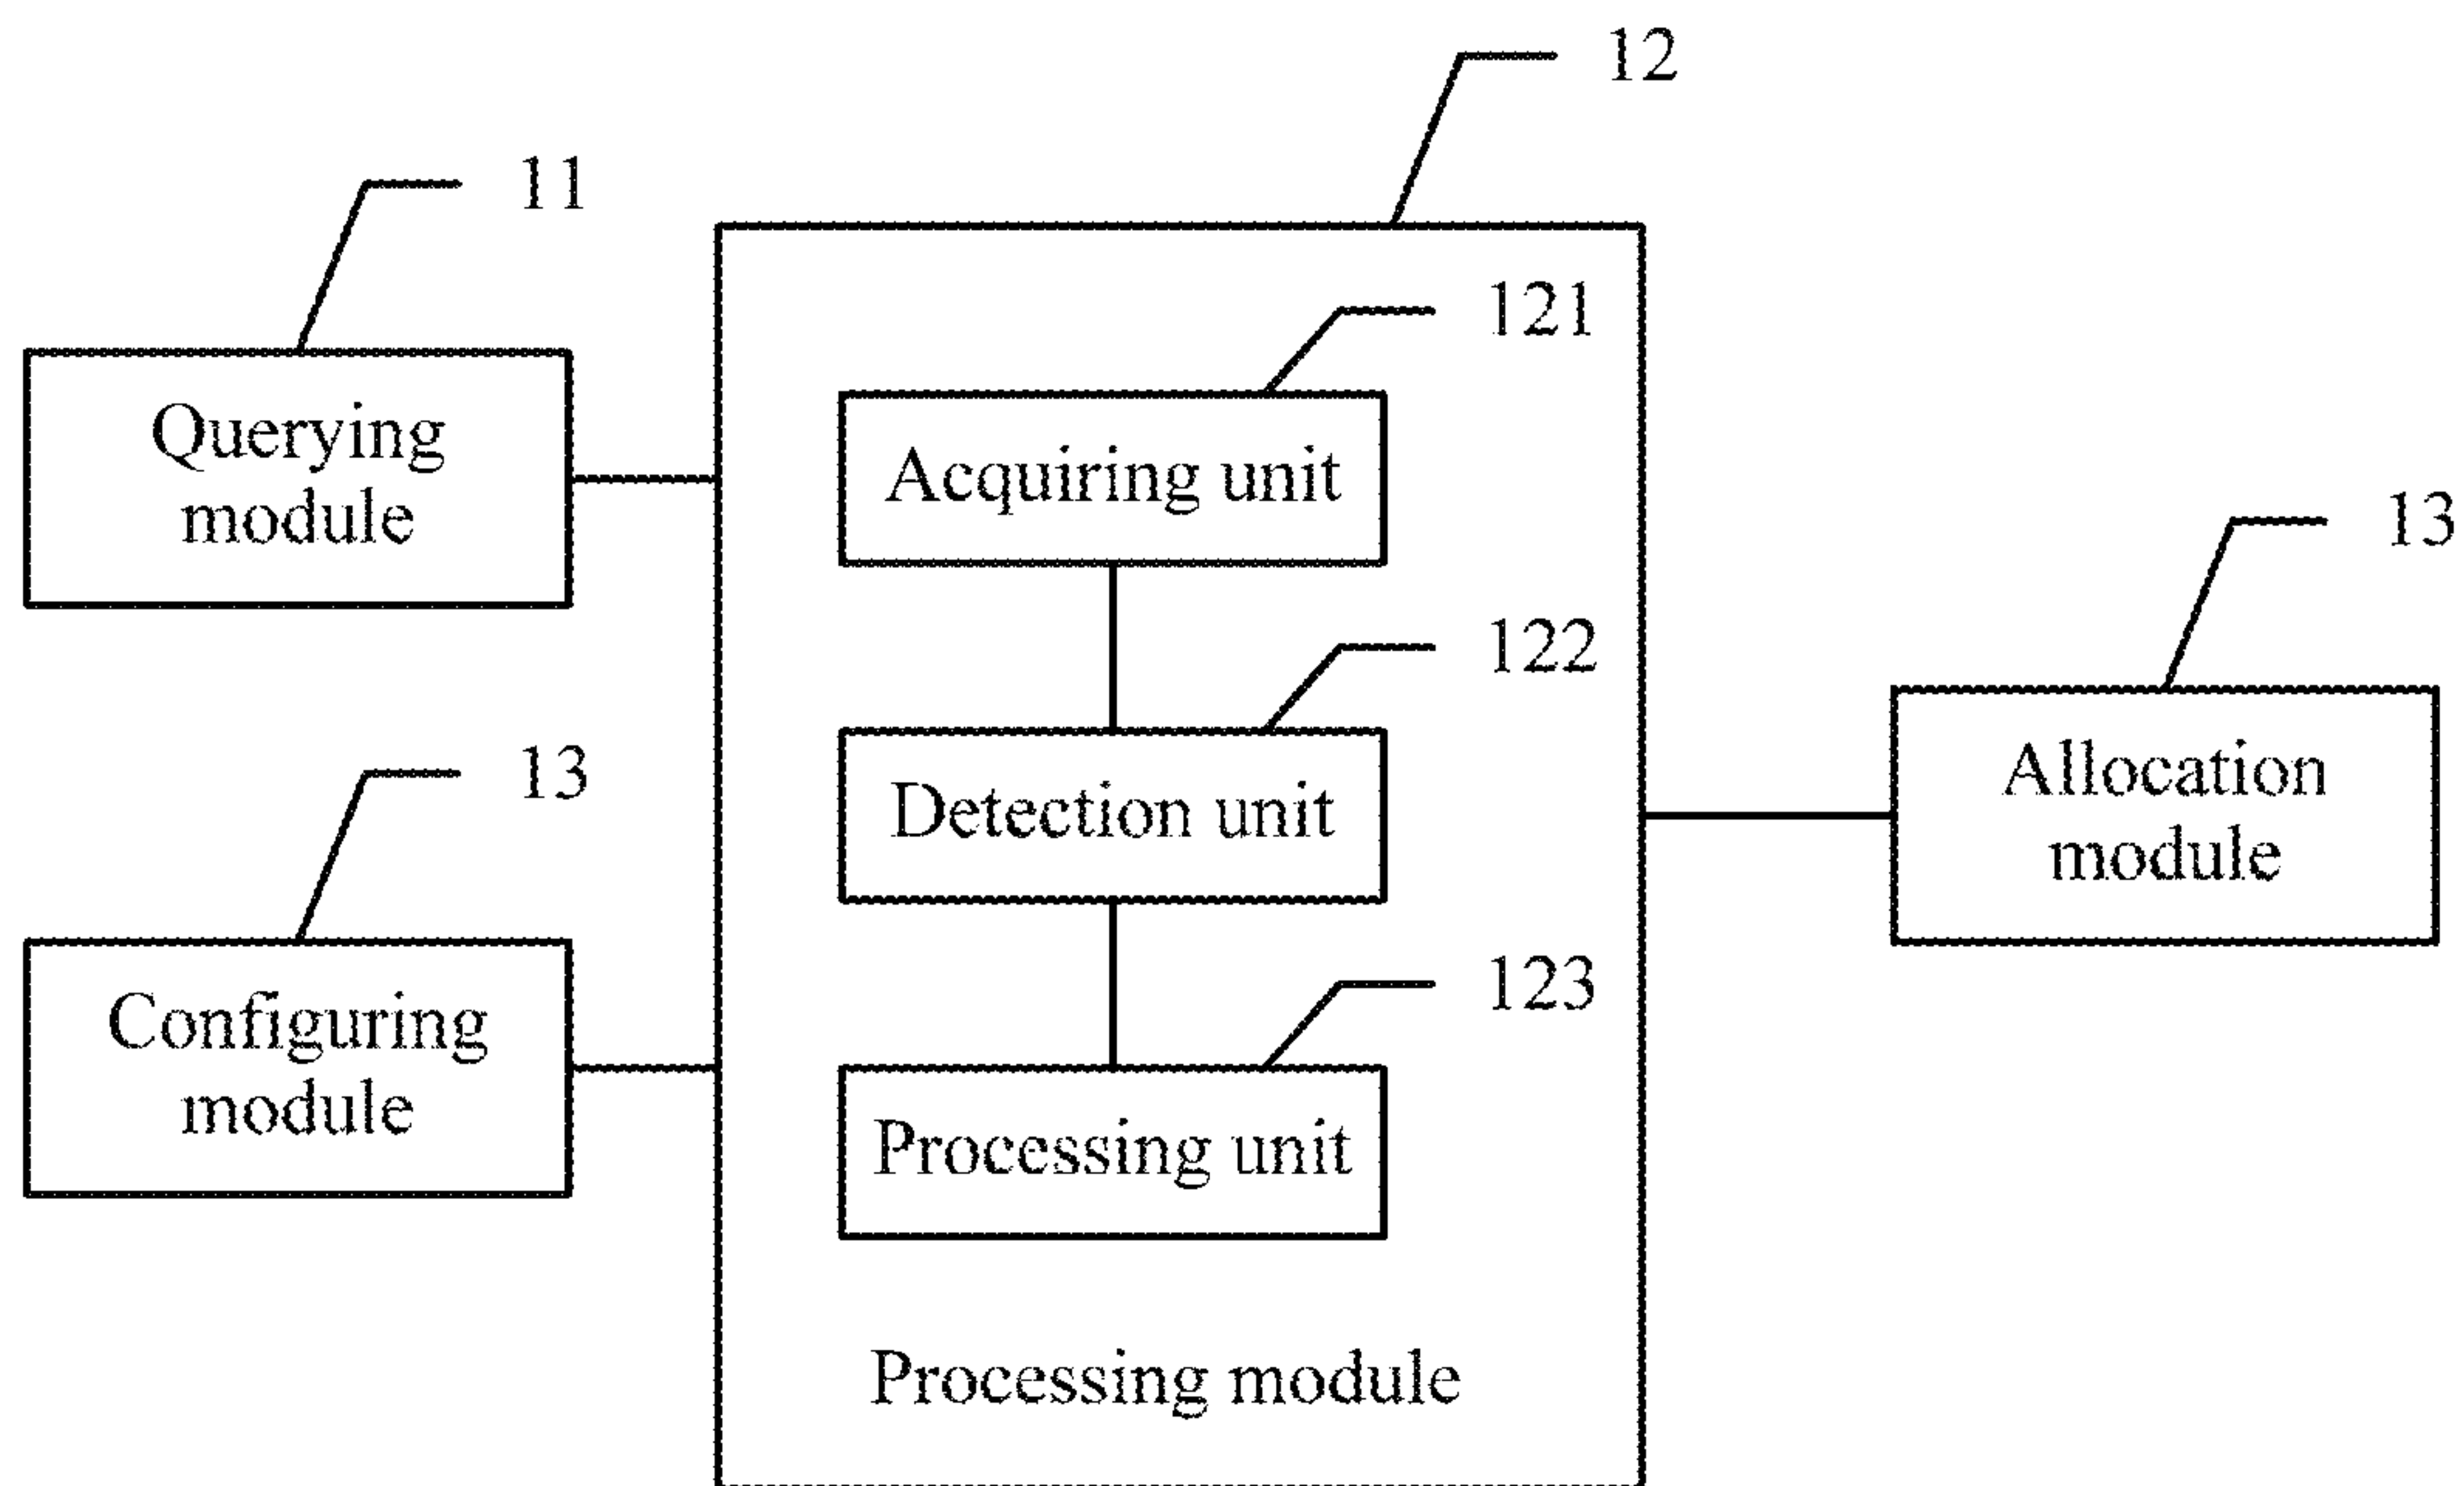 12
11
121
Querying
module
Acquiring unit
13
122
13
Detection unit
Allocation
module
123
Configuring
module
Processing unit
Processing module